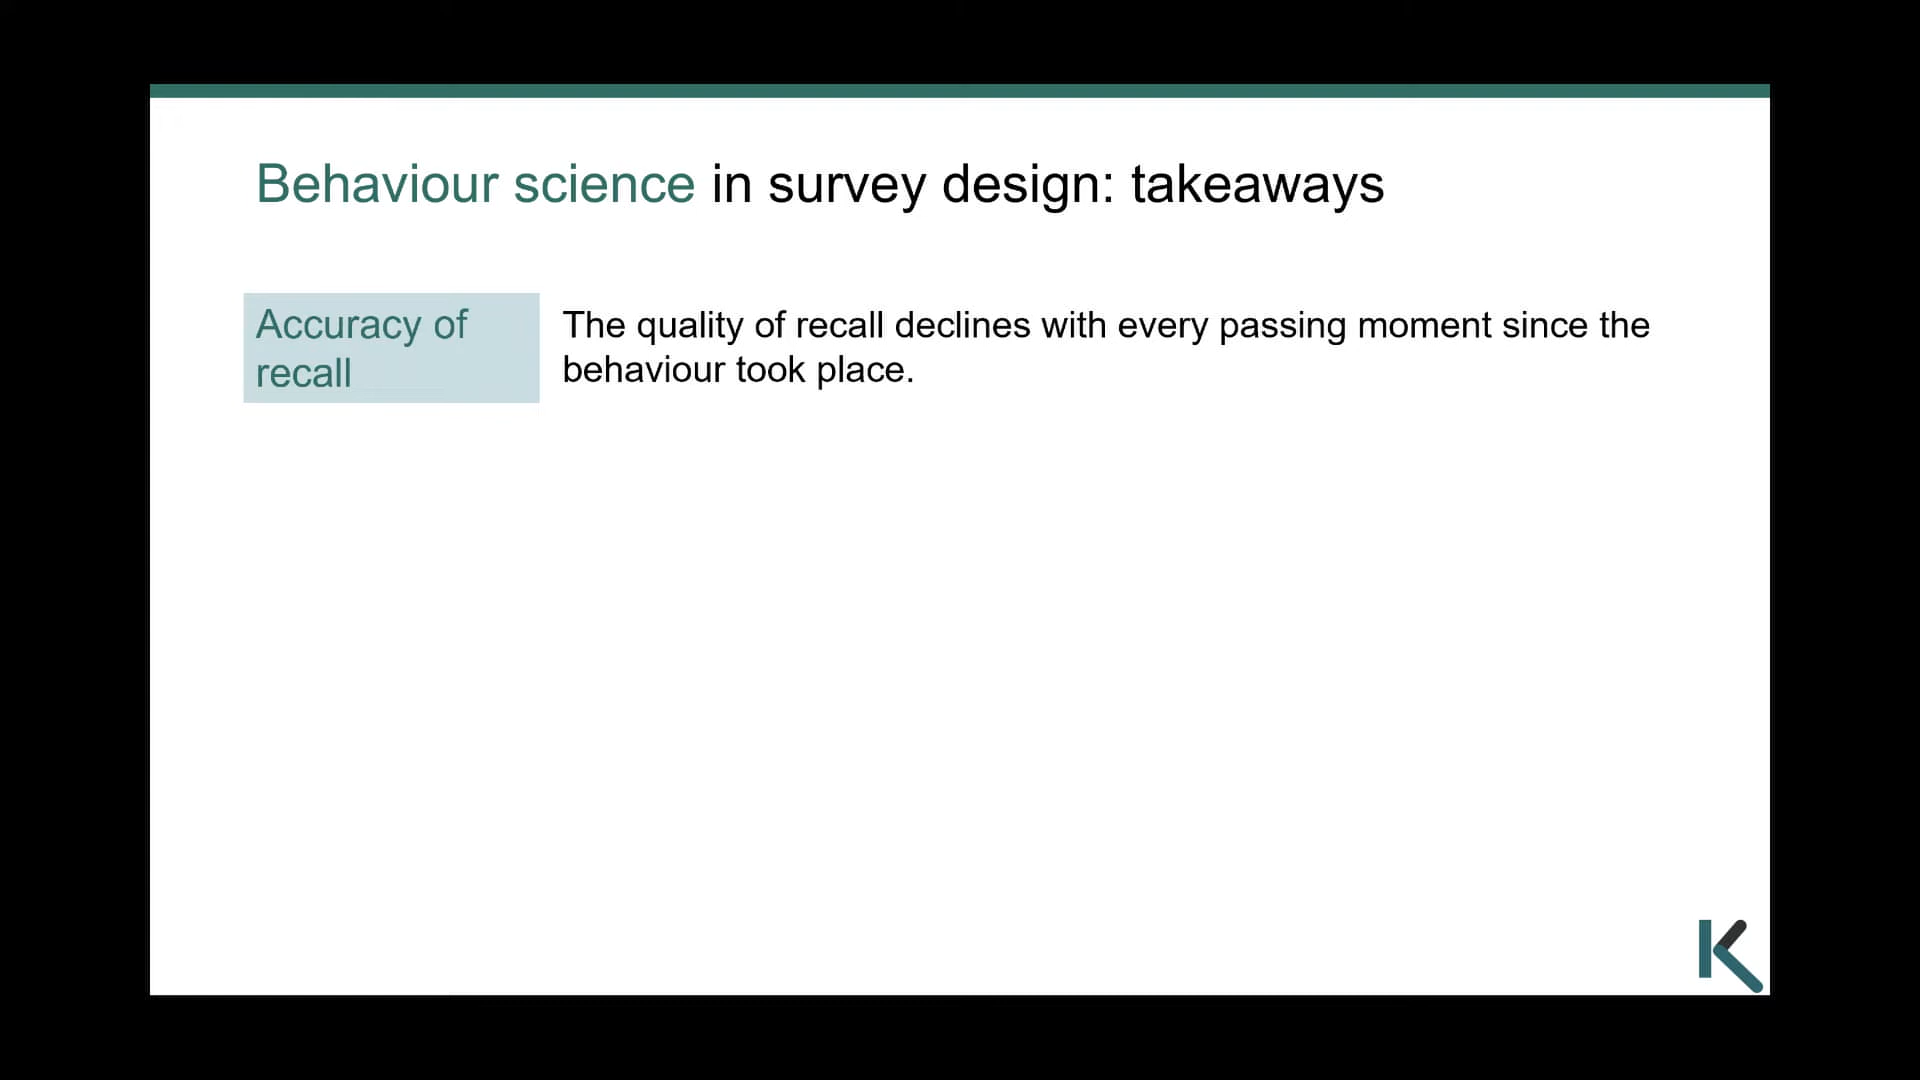 Behaviour science in survey design: takeaways
Accuracy of
recall
The quality of recall declines with every passing moment since the
behaviour took place.
K